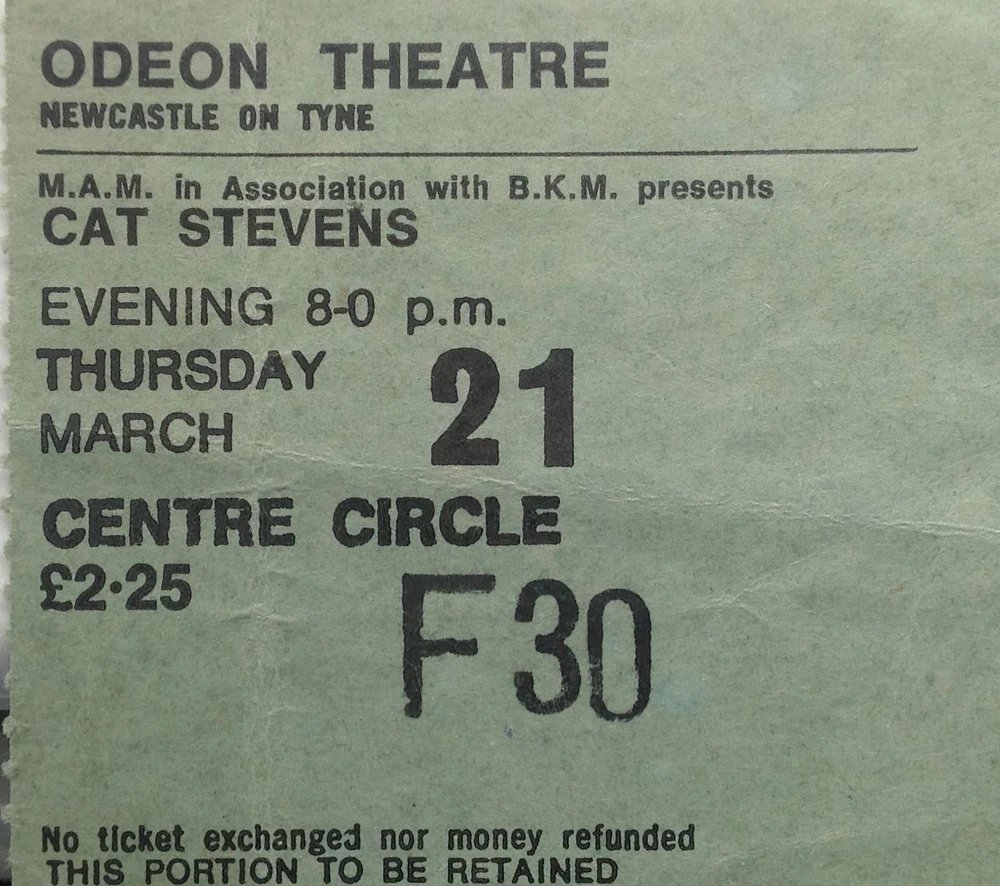 ODEON THEATRE
NEWCASTLE ON TYNE
M.A.M. in Association with B.K.M. presents
CAT STEVENS
EVENING 8-0 p.m.
THURSDAY 21
MARCH
CENTRE CIRCLE
£2·25
F 30
No ticket exchanged nor money refunded
THIS PORTION TO BE RETAINED